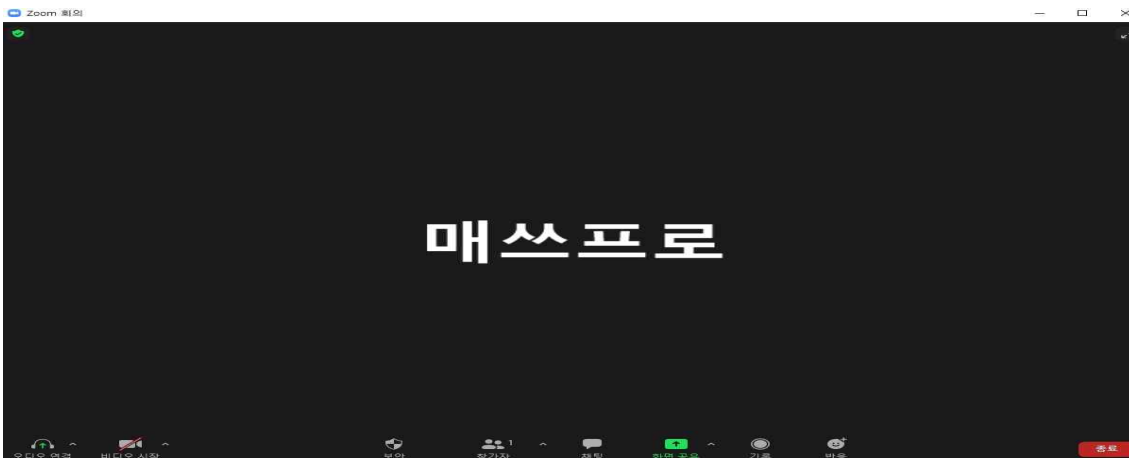 Zoom 회의
매쓰프로
오디오 연결
비디오 시작
보안
참가자
1
채팅
화면 공유
기록
반응
종료